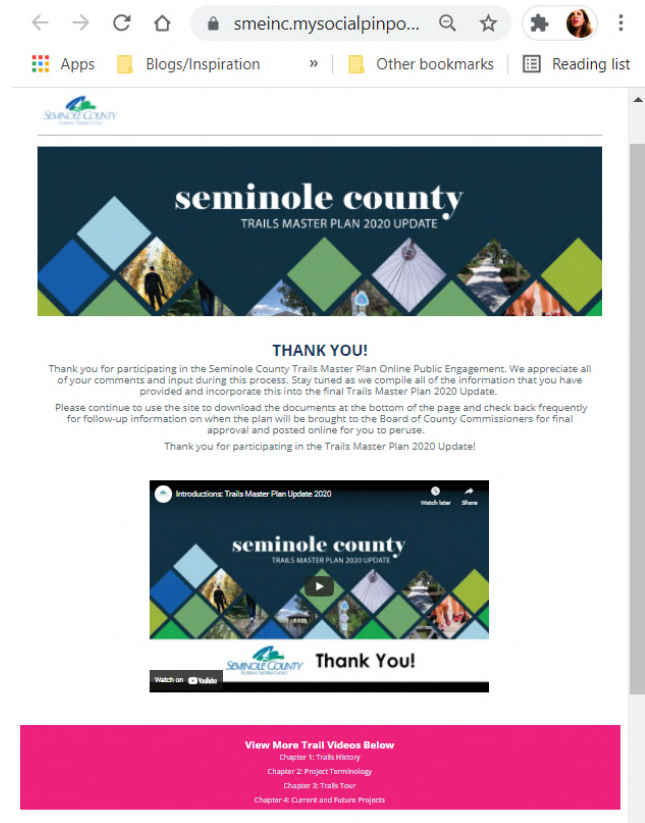 smeinc.mysocialpinpo...
Apps Blogs/Inspiration » Other bookmarks Reading list
SEMINOLE COUNTY
FLORIDA'S NATURAL CHOICE
seminole county
TRAILS MASTER PLAN 2020 UPDATE
THANK YOU!
Thank you for participating in the Seminole County Trails Master Plan Online Public Engagement. We appreciate all
of your comments and input during this process. Stay tuned as we compile all of the information that you have
provided and incorporate this into the final Trails Master Plan 2020 Update.
Please continue to use the site to download the documents at the bottom of the page and check back frequently
for follow-up information on when the plan will be brought to the Board of County Commissioners for final
approval and posted online for you to peruse.
Thank you for participating in the Trails Master Plan 2020 Update!
Introductions: Trails Master Plan Update 2020
Watch later Share
seminole county
TRAILS MASTER PLAN 2020 UPDATE
SEMINOLE COUNTY
FLORIDA'S NATURAL CHOICE
Thank You!
Watch on YouTube
View More Trail Videos Below
Chapter 1: Trails History
Chapter 2: Project Terminology
Chapter 3: Trails Tour
Chapter 4: Current and Future Projects